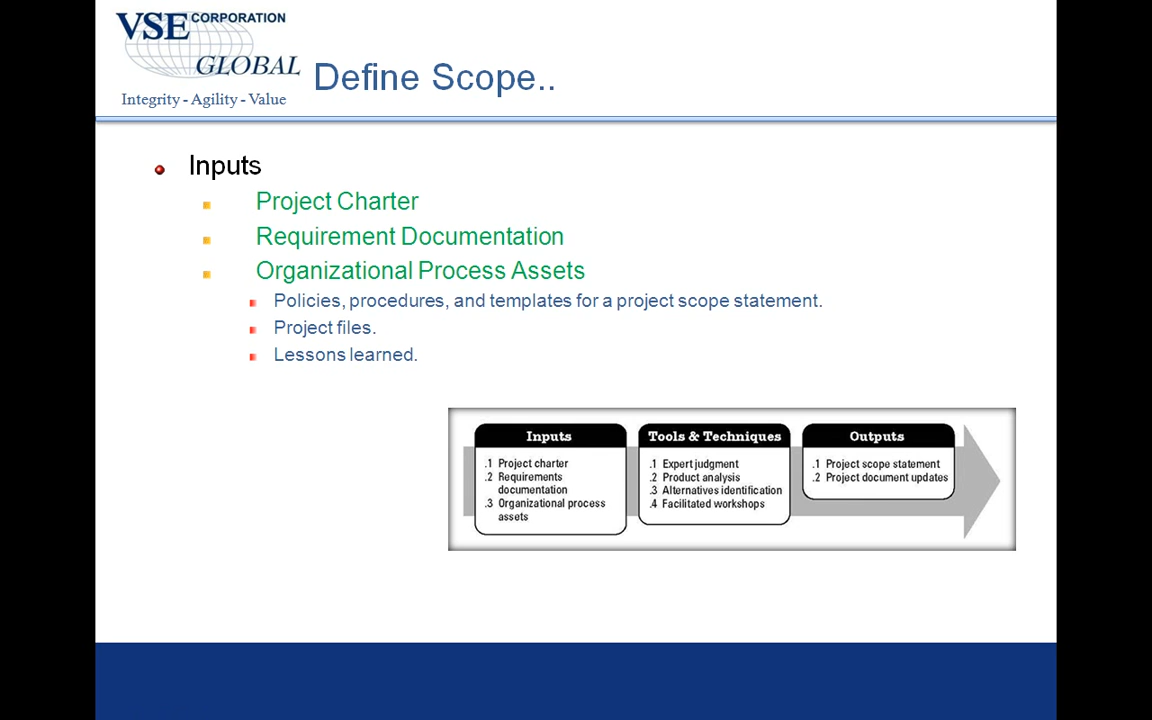 VSE CORPORATION
GLOBAL
Integrity - Agility - Value
Define Scope..
Inputs
Project Charter
Requirement Documentation
Organizational Process Assets
Policies, procedures, and templates for a project scope statement.
Project files.
Lessons learned.
Inputs
.1 Project charter
.2 Requirements
documentation
.3 Organizational process
assets
Tools & Techniques
.1 Expert judgment
.2 Product analysis
.3 Alternatives identification
.4 Facilitated workshops
Outputs
.1 Project scope statement
.2 Project document updates